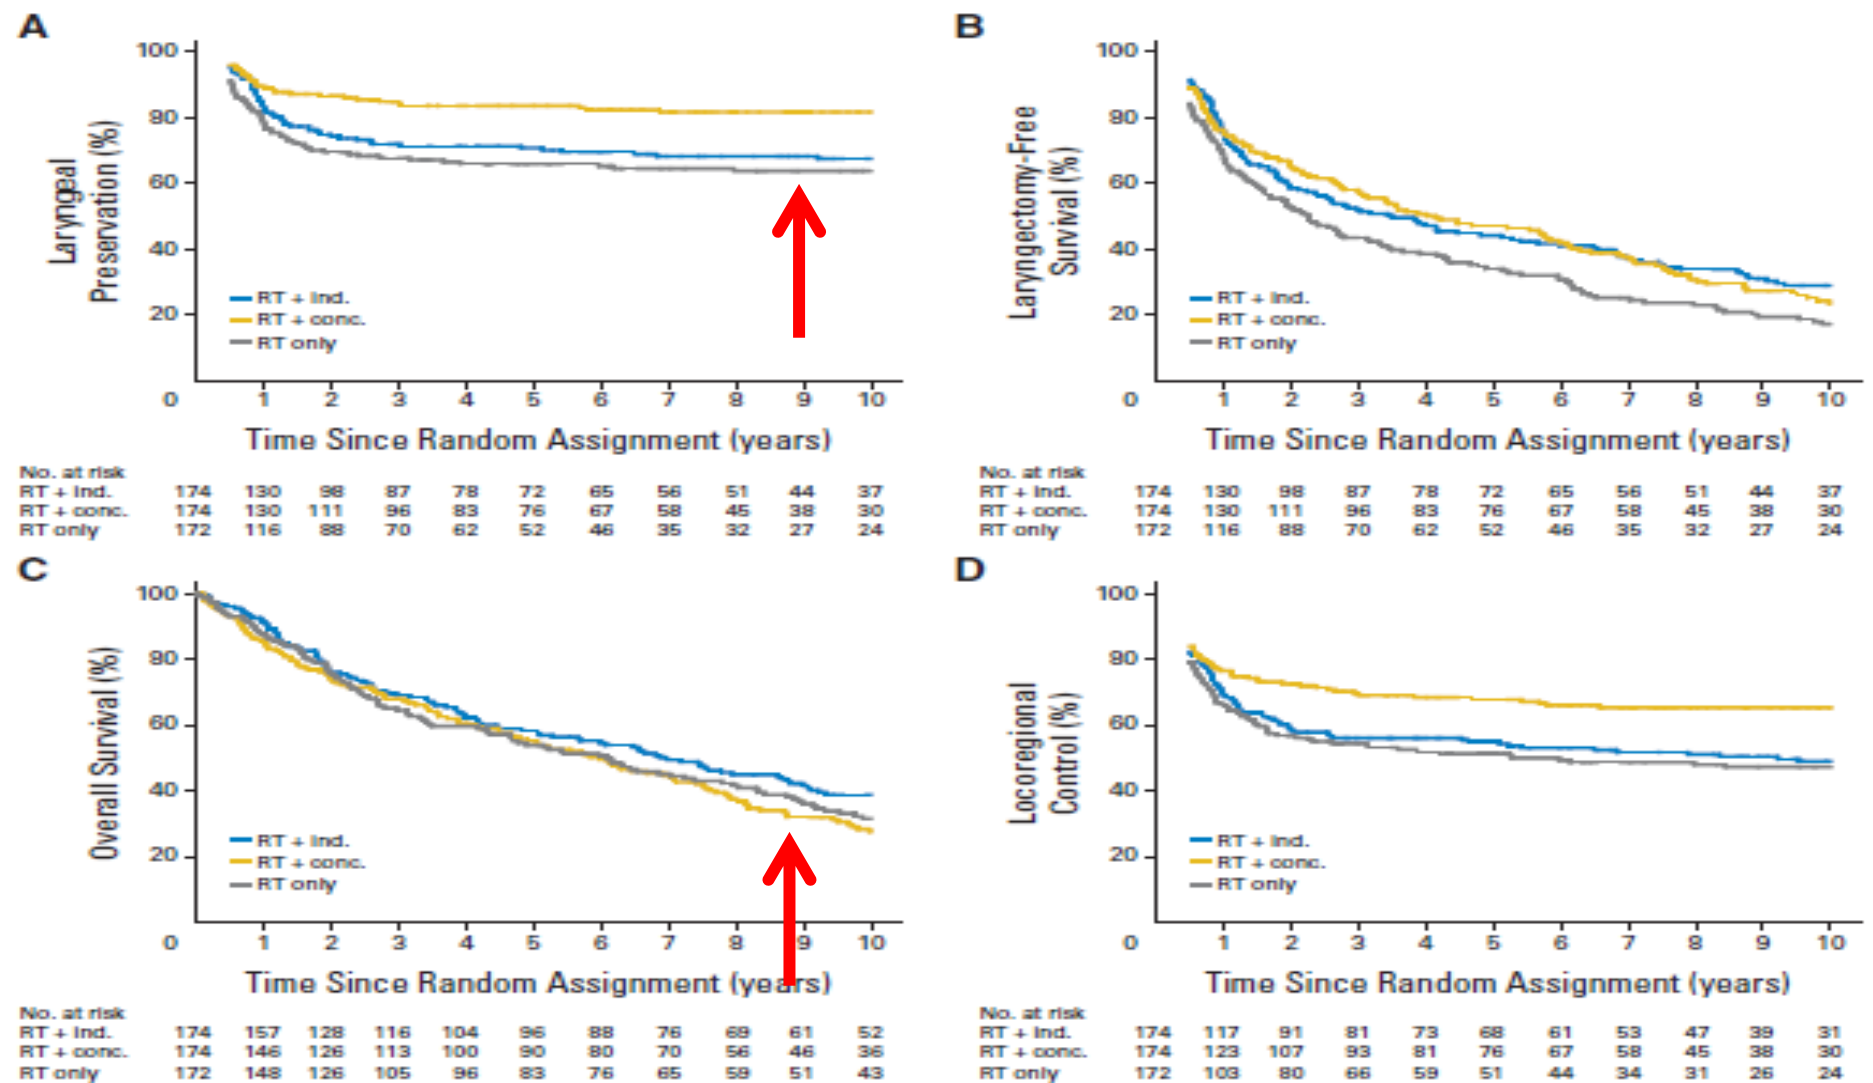 A
Laryngeal
Preservation (%)
100
80
60
40
20
0
RT + Ind.
RT + conc.
RT only
1 2 3 4 5 6 7 8 9 10
Time Since Random Assignment (years)
No. at risk
RT + Ind. 174 130 98 87 78 72 65 56 51 44 37
RT + conc. 174 130 111 96 83 76 67 58 45 38 30
RT only 172 116 88 70 62 52 46 35 32 27 24
B
Laryngectomy-Free
Survival (%)
100
80
60
40
20
0
RT + Ind.
RT + conc.
RT only
1 2 3 4 5 6 7 8 9 10
Time Since Random Assignment (years)
No. at risk
RT + Ind. 174 130 98 87 78 72 65 56 51 44 37
RT + conc. 174 130 111 96 83 76 67 58 45 38 30
RT only 172 116 88 70 62 52 46 35 32 27 24
C
Overall Survival (%)
100
80
60
40
20
0
RT + Ind.
RT + conc.
RT only
1 2 3 4 5 6 7 8 9 10
Time Since Random Assignment (years)
No. at risk
RT + Ind. 174 157 128 116 104 96 88 76 69 61 52
RT + conc. 174 146 126 113 100 90 80 70 56 46 36
RT only 172 148 126 105 96 83 76 65 59 51 43
D
Locoregional
Control (%)
100
80
60
40
20
0
RT + Ind.
RT + conc.
RT only
1 2 3 4 5 6 7 8 9 10
Time Since Random Assignment (years)
No. at risk
RT + Ind. 174 117 91 81 73 68 61 53 47 39 31
RT + conc. 174 123 107 93 81 76 67 58 45 38 30
RT only 172 103 80 66 59 51 44 34 31 26 24